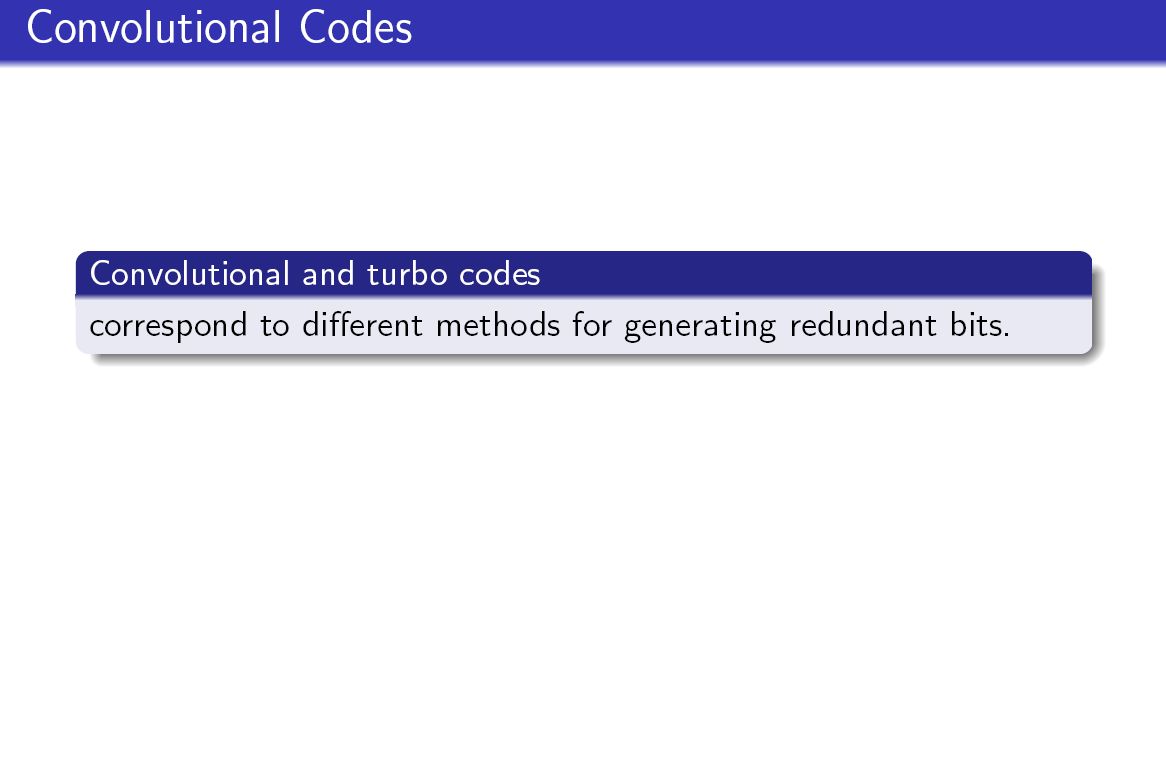 Convolutional Codes
Convolutional and turbo codes
correspond to different methods for generating redundant bits.